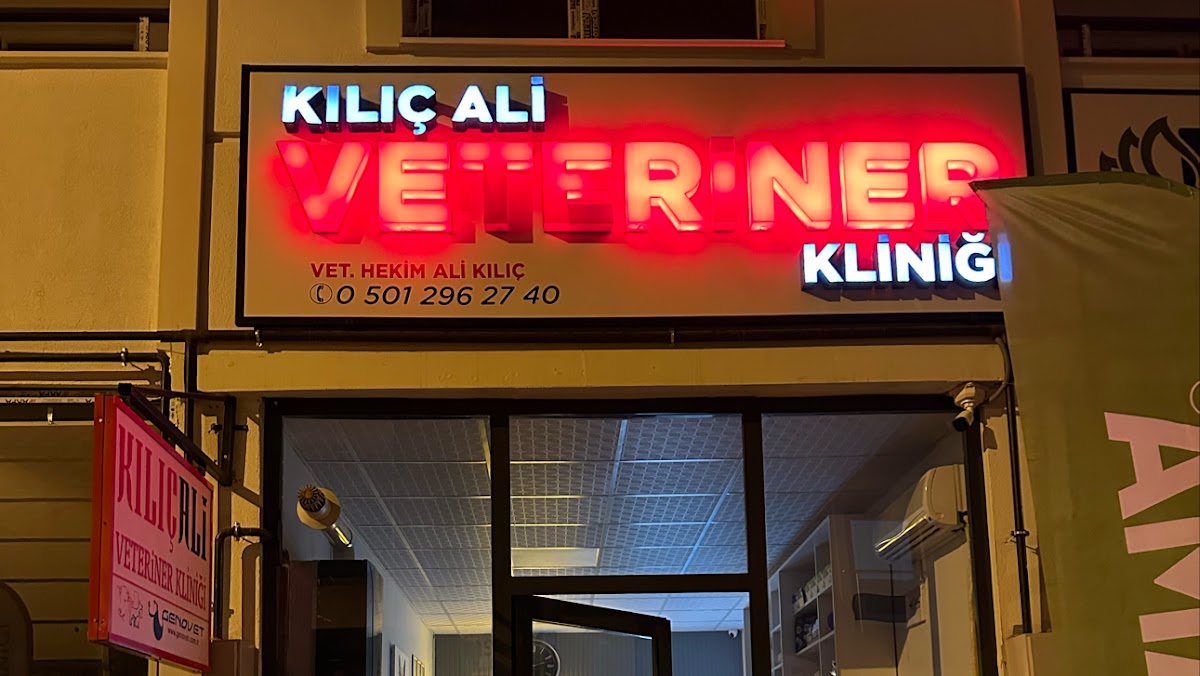 KILIÇ ALİ
VETERİNER
KLİNİĞİ
VET. HEKİM ALİ KILIÇ
0 501 296 27 40
KILIÇ ALİ
VETERİNER KLİNİĞİ
GENOVET
AMA